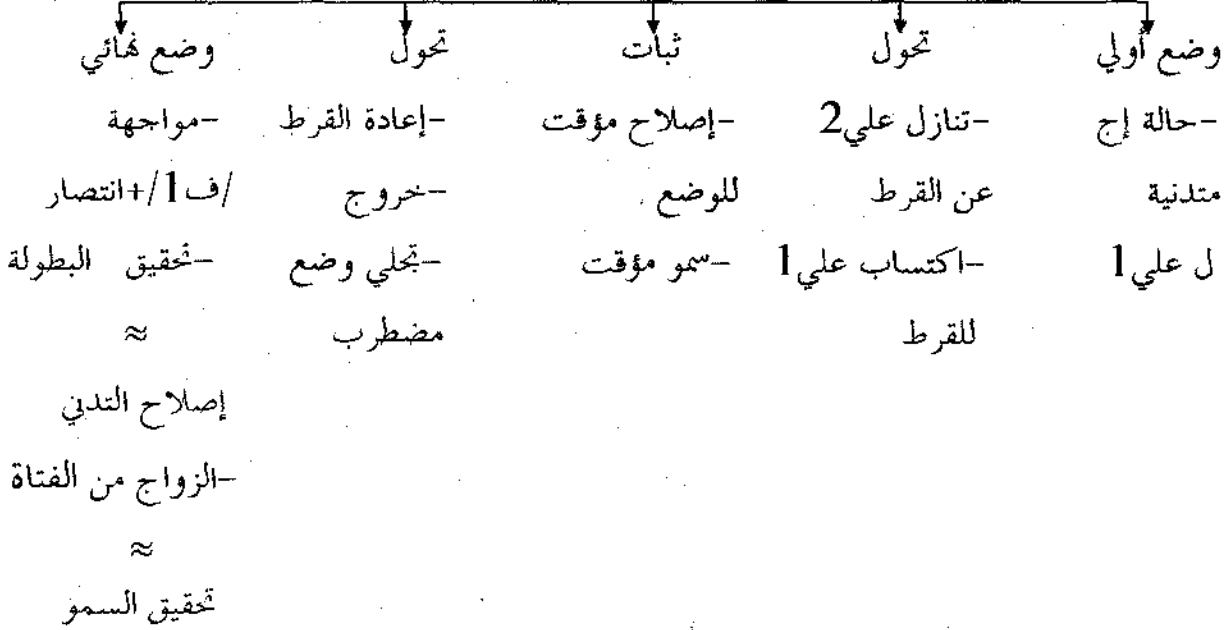 وضع أولي
-حالة إج
متدنية
ل علي1
تحول
-تنازل علي2
عن القرط
-اكتساب علي1
للقرط
ثبات
-إصلاح مؤقت
للوضع
-سمو مؤقت
تحول
-إعادة القرط
-خروج
-تجلي وضع
مضطرب
وضع نهائي
-مواجهة
/ف1/+انتصار
-تحقيق البطولة
≈
إصلاح التدني
-الزواج من الفتاة
≈
تحقيق السمو